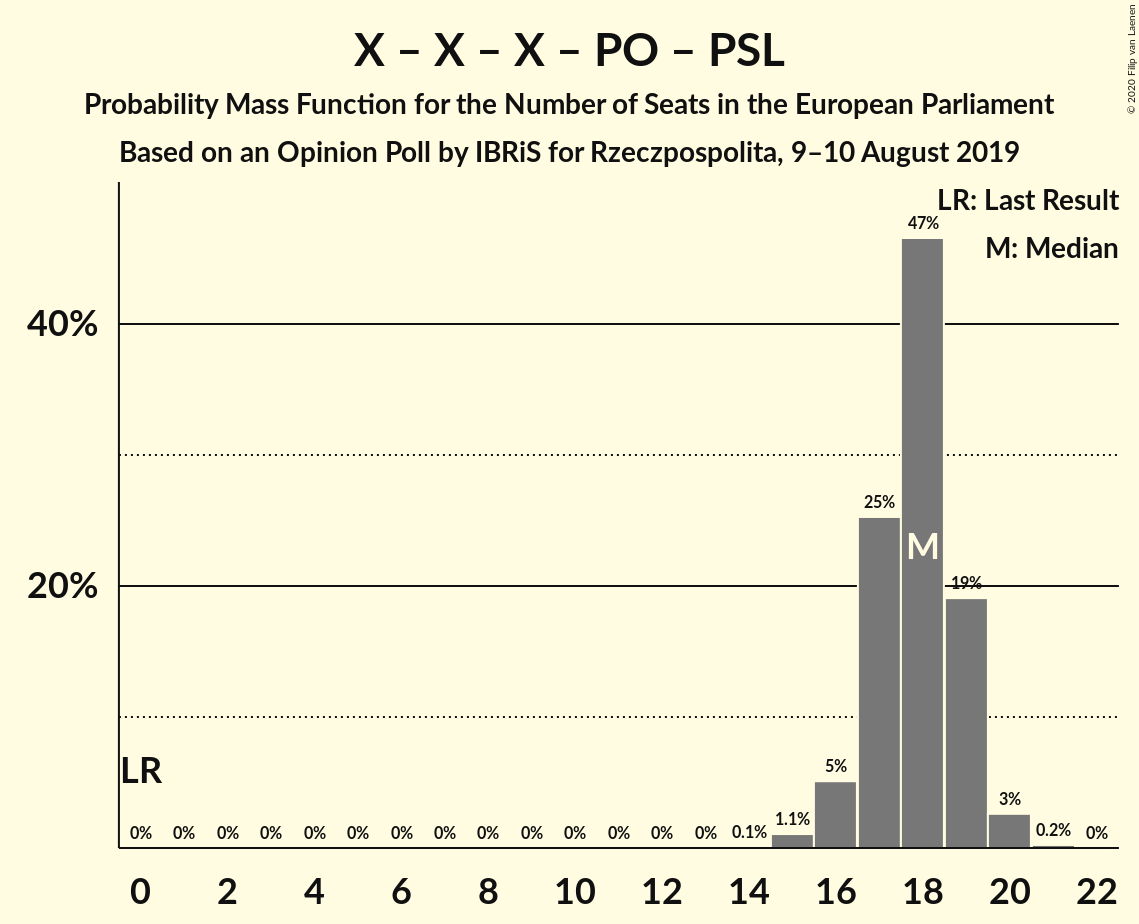 X – X – X – PO – PSL
Probability Mass Function for the Number of Seats in the European Parliament
Based on an Opinion Poll by IBRiS for Rzeczpospolita, 9–10 August 2019
© 2020 Filip van Laenen
LR: Last Result
M: Median
47%
40%
25%
M
20%
19%
LR
5%
3%
1.1%
0% 0% 0% 0% 0% 0% 0% 0% 0% 0% 0% 0% 0% 0% 0.1% 0.2% 0%
0 2 4 6 8 10 12 14 16 18 20 22